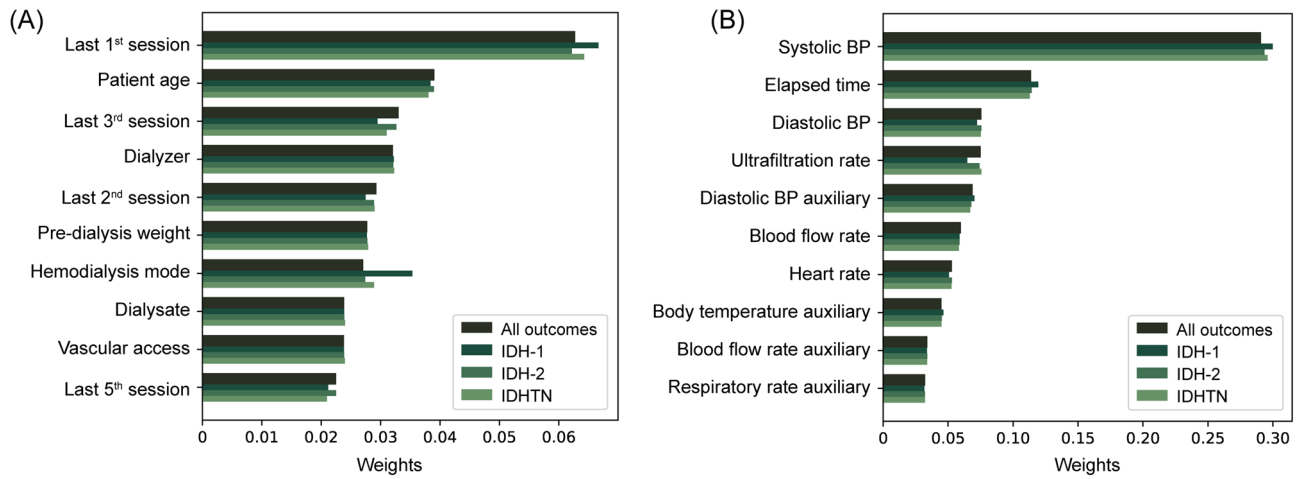 (A)
Last 1st session
Patient age
Last 3rd session
Dialyzer
Last 2nd session
Pre-dialysis weight
Hemodialysis mode
Dialysate
Vascular access
Last 5th session
All outcomes
IDH-1
IDH-2
IDHTN
0 0.01 0.02 0.03 0.04 0.05 0.06
Weights
(B)
Systolic BP
Elapsed time
Diastolic BP
Ultrafiltration rate
Diastolic BP auxiliary
Blood flow rate
Heart rate
Body temperature auxiliary
Blood flow rate auxiliary
Respiratory rate auxiliary
All outcomes
IDH-1
IDH-2
IDHTN
0 0.05 0.10 0.15 0.20 0.25 0.30
Weights